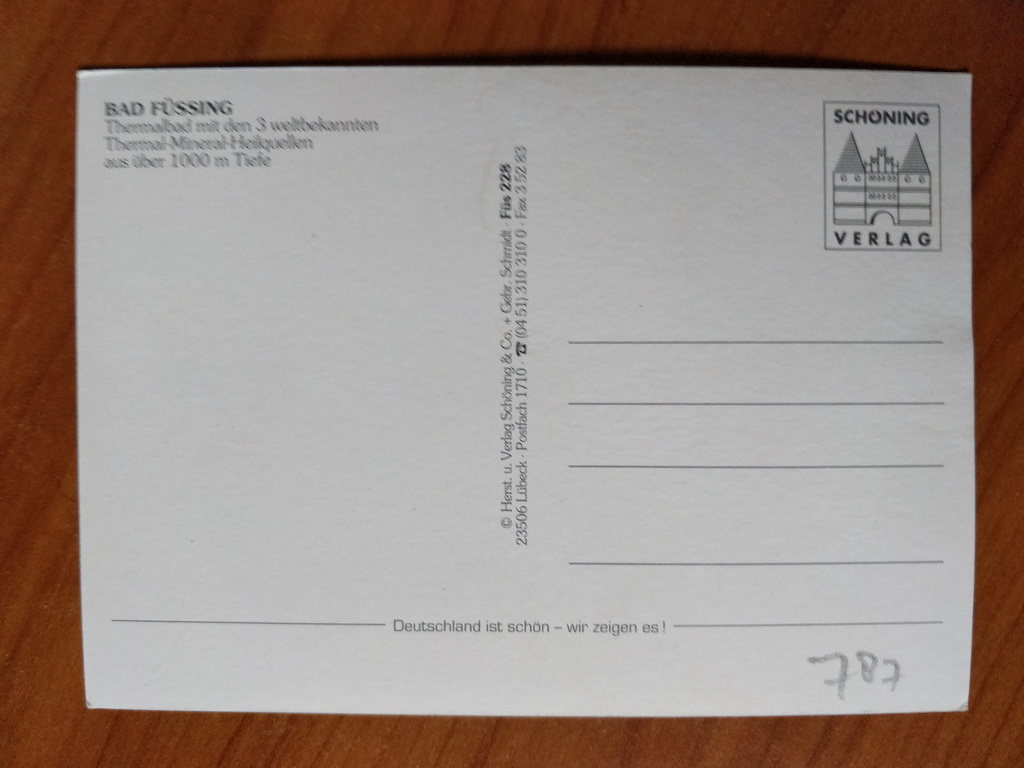 BAD FÜSSING
Thermalbad mit den 3 weltbekannten
Thermal-Mineral-Heilquellen
aus über 1000 m Tiefe
© Herst. u. Verlag Schöning & Co. + Gebr. Schmidt · Füs 228
23506 Lübeck · Postfach 1710 · ☎ (04 51) 310 310 0 · Fax 3 52 83
SCHÖNING
VERLAG
Deutschland ist schön – wir zeigen es !
787